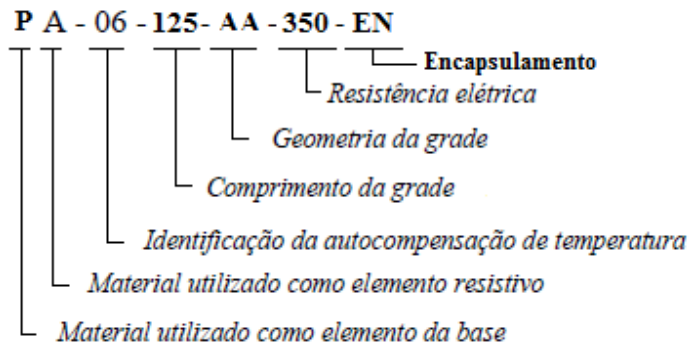 P A - 06 - 125- AA - 350 - EN
Encapsulamento
Resistência elétrica
Geometria da grade
Comprimento da grade
Identificação da autocompensação de temperatura
Material utilizado como elemento resistivo
Material utilizado como elemento da base